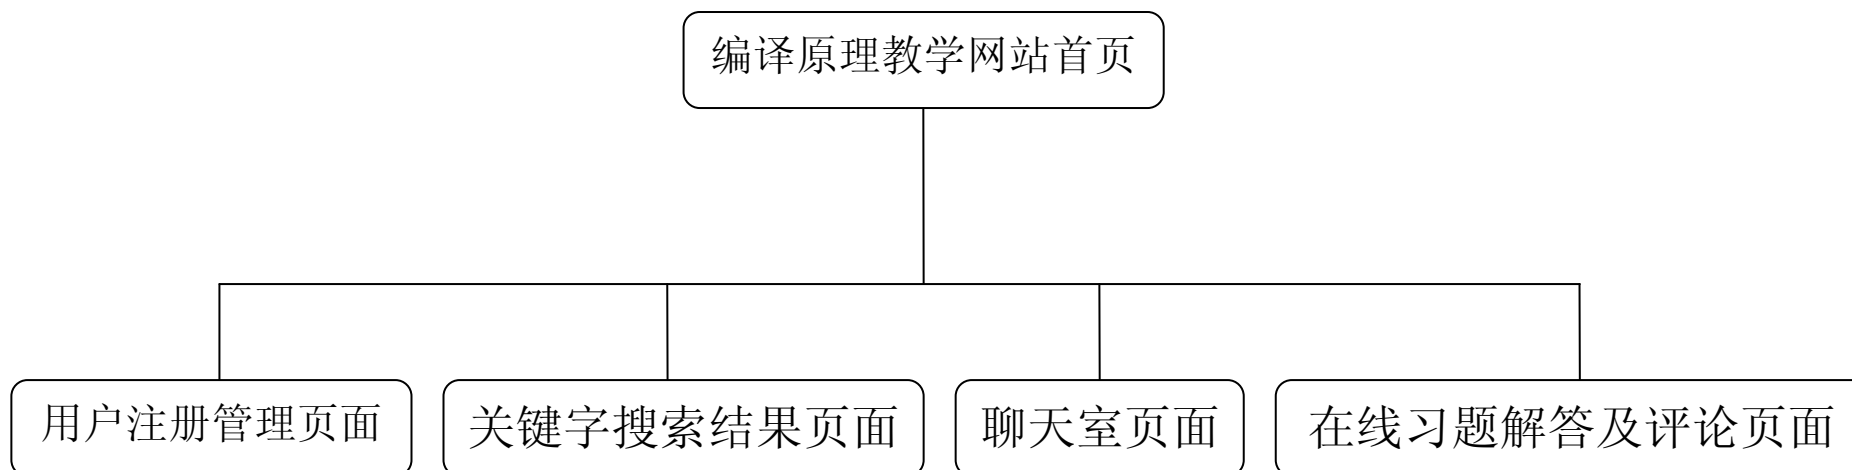 编译原理教学网站首页
用户注册管理页面
关键字搜索结果页面
聊天室页面
在线习题解答及评论页面